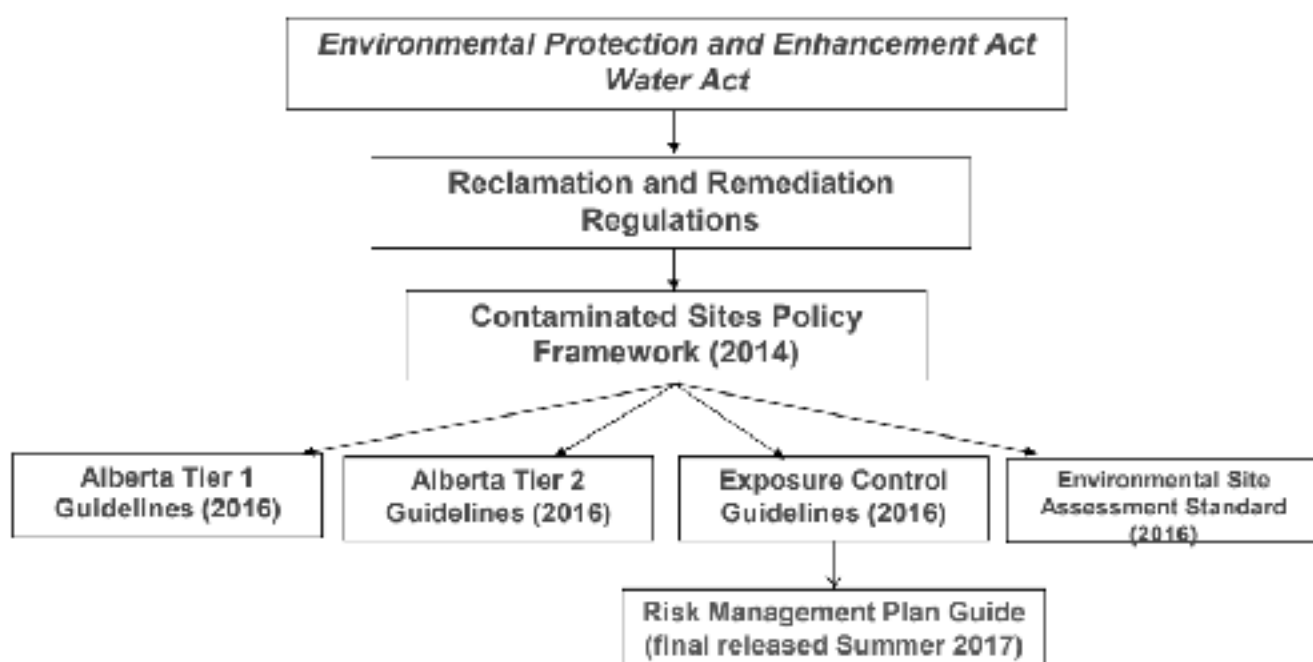 Environmental Protection and Enhancement Act
Water Act
Reclamation and Remediation
Regulations
Contaminated Sites Policy
Framework (2014)
Alberta Tier 1
Guidelines (2016)
Alberta Tier 2
Guidelines (2016)
Exposure Control
Guidelines (2016)
Environmental Site
Assessment Standard
(2016)
Risk Management Plan Guide
(final released Summer 2017)